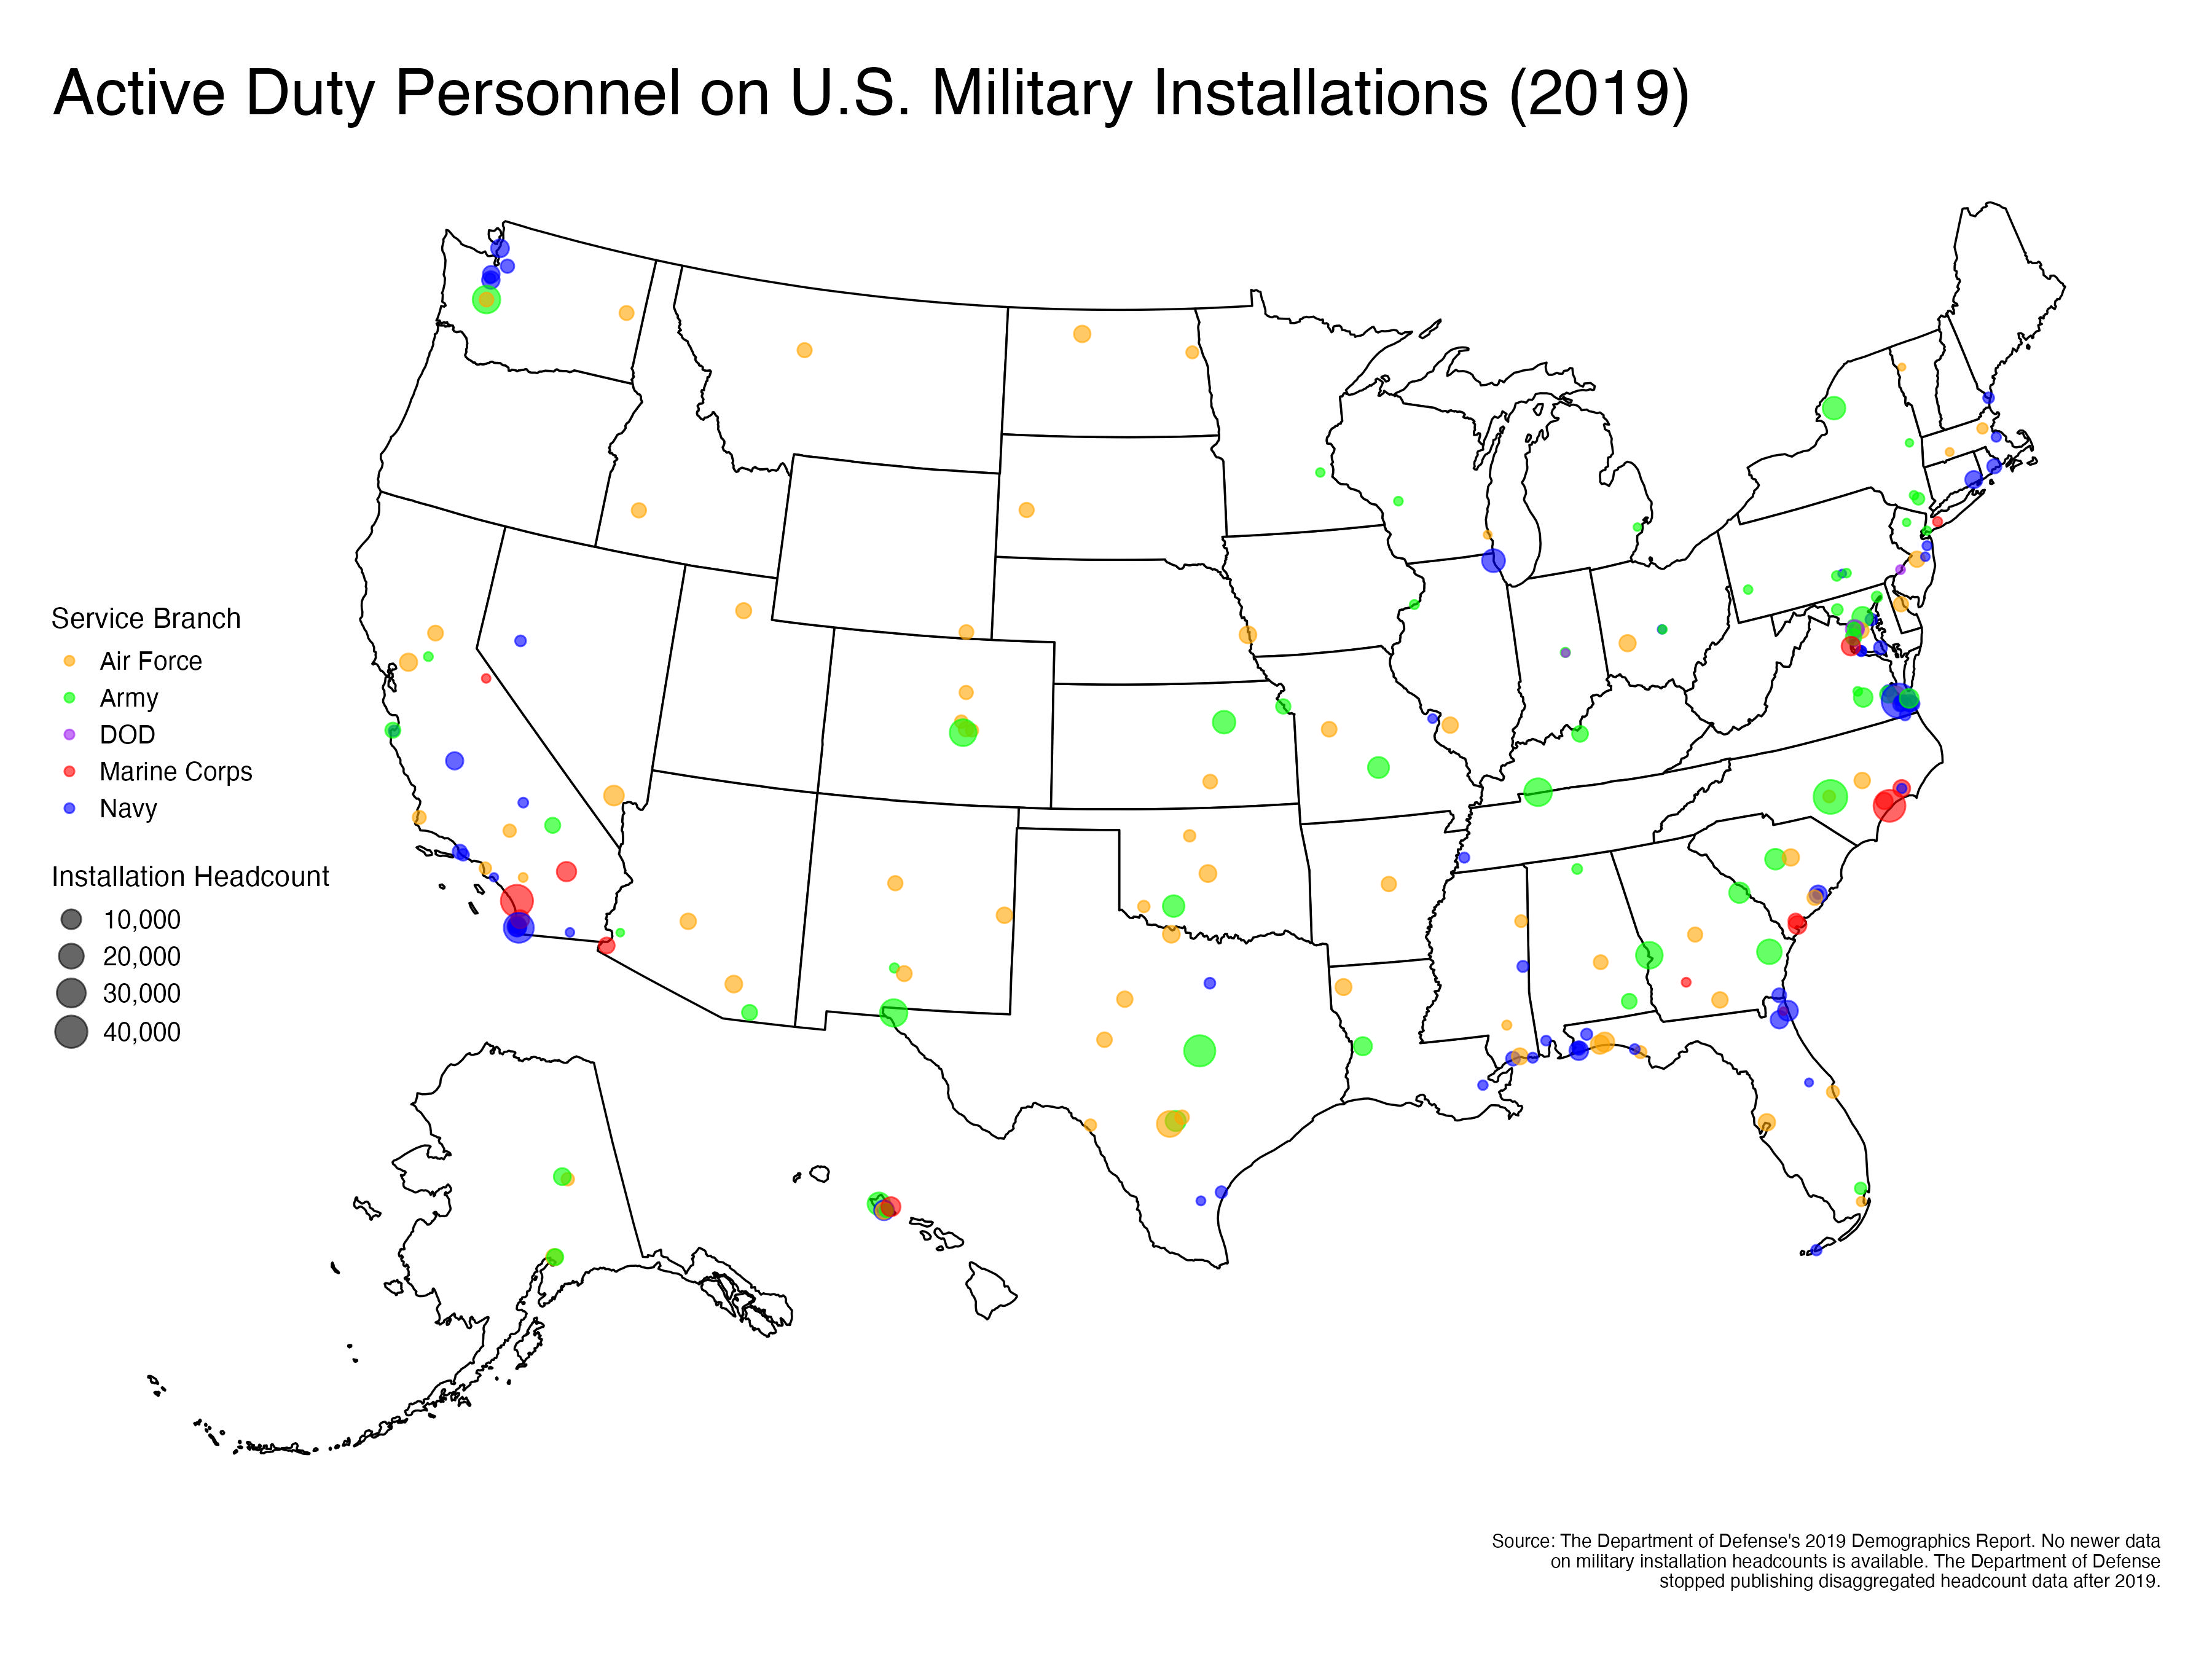 Active Duty Personnel on U.S. Military Installations (2019)
Service Branch
Air Force
Army
DOD
Marine Corps
Navy
Installation Headcount
10,000
20,000
30,000
40,000
Source: The Department of Defense's 2019 Demographics Report. No newer data
on military installation headcounts is available. The Department of Defense
stopped publishing disaggregated headcount data after 2019.